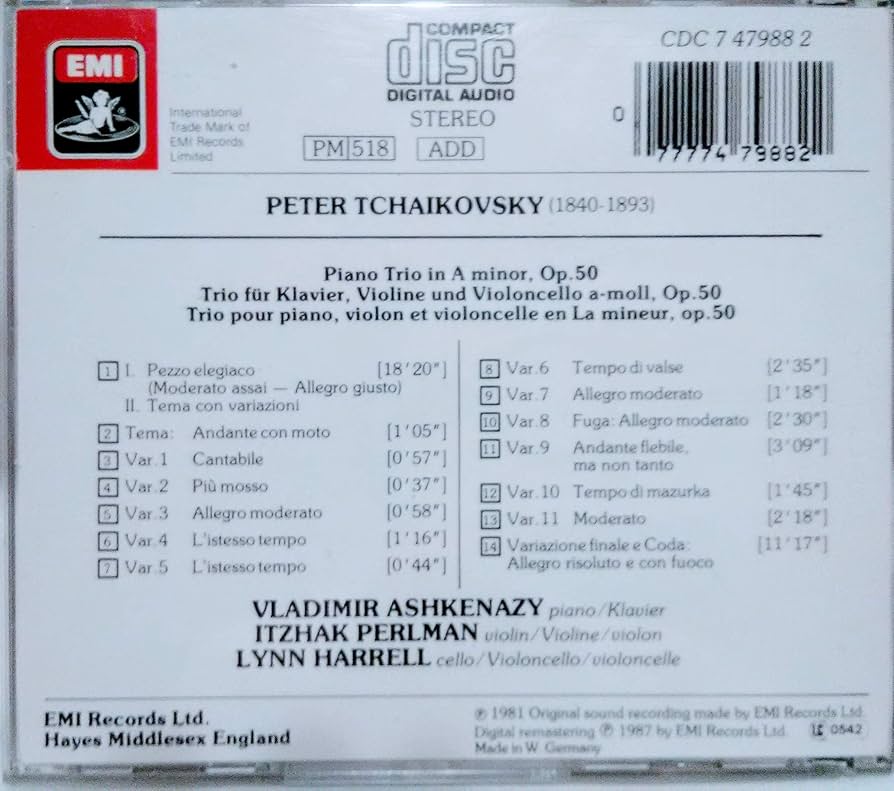 EMI
International
Trade Mark of
EMI Records
Limited
COMPACT
disc
DIGITAL AUDIO
STEREO
PM 518 ADD
CDC 7 47988 2
0 77774 79882
PETER TCHAIKOVSKY (1840-1893)
Piano Trio in A minor, Op.50
Trio für Klavier, Violine und Violoncello a-moll, Op.50
Trio pour piano, violon et violoncelle en La mineur, op.50
1 I. Pezzo elegiaco [18'20"]
(Moderato assai — Allegro giusto)
II. Tema con variazioni
2 Tema: Andante con moto [1'05"]
3 Var.1 Cantabile [0'57"]
4 Var.2 Più mosso [0'37"]
5 Var.3 Allegro moderato [0'58"]
6 Var.4 L'istesso tempo [1'16"]
7 Var.5 L'istesso tempo [0'44"]
8 Var.6 Tempo di valse [2'35"]
9 Var.7 Allegro moderato [1'18"]
10 Var.8 Fuga: Allegro moderato [2'30"]
11 Var.9 Andante flebile, [3'09"]
ma non tanto
12 Var.10 Tempo di mazurka [1'45"]
13 Var.11 Moderato [2'18"]
14 Variazione finale e Coda: [11'17"]
Allegro risoluto e con fuoco
VLADIMIR ASHKENAZY piano/Klavier
ITZHAK PERLMAN violin/Violine/violon
LYNN HARRELL cello/Violoncello/violoncelle
EMI Records Ltd.
Hayes Middlesex England
℗ 1981 Original sound recording made by EMI Records Ltd.
Digital remastering ℗ 1987 by EMI Records Ltd. LC 0542
Made in W. Germany